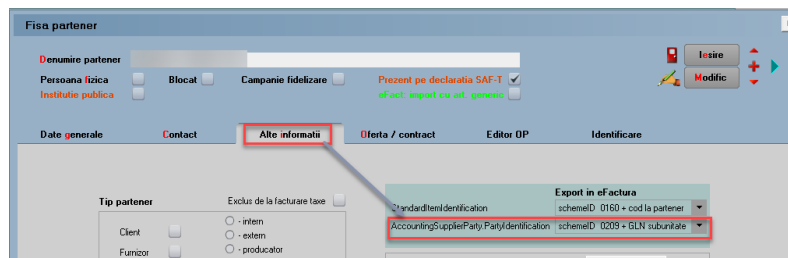 Fisa partener
Denumire partener
Iesire
Persoana fizica Blocat Campanie fidelizare Prezent pe declaratia SAF-T
Modific
Institutie publica eFact: import cu art. generic
Date generale Contact Alte informatii Oferta / contract Editor OP Identificare
Export in eFactura
Tip partener Exclus de la facturare taxe StandardItemIdentification schemeID 0160 + cod la partener
Client - intern AccountingSupplierParty.PartyIdentification schemeID 0209 + GLN subunitate
- extern
Furnizor - producator